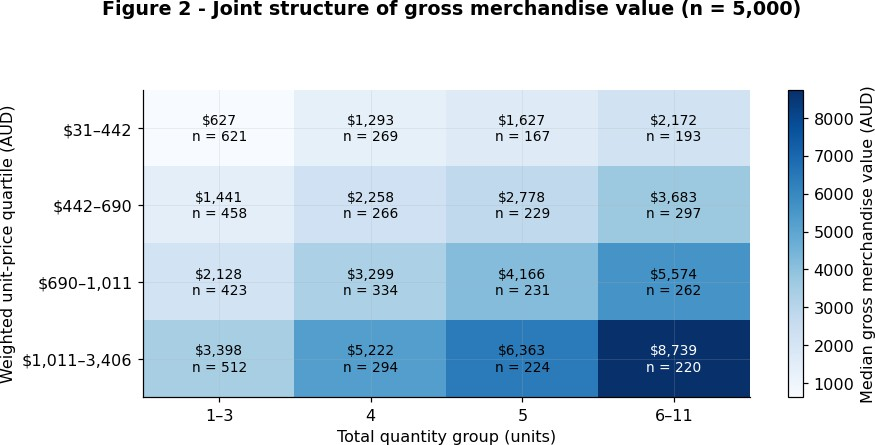 Figure 2 - Joint structure of gross merchandise value (n = 5,000)
Weighted unit-price quartile (AUD)
$31–442
$627
n = 621
$1,293
n = 269
$1,627
n = 167
$2,172
n = 193
$442–690
$1,441
n = 458
$2,258
n = 266
$2,778
n = 229
$3,683
n = 297
$690–1,011
$2,128
n = 423
$3,299
n = 334
$4,166
n = 231
$5,574
n = 262
$1,011–3,406
$3,398
n = 512
$5,222
n = 294
$6,363
n = 224
$8,739
n = 220
1–3
4
5
6–11
Total quantity group (units)
8000
7000
6000
5000
4000
3000
2000
1000
Median gross merchandise value (AUD)